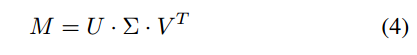 M = U · Σ · V^T (4)